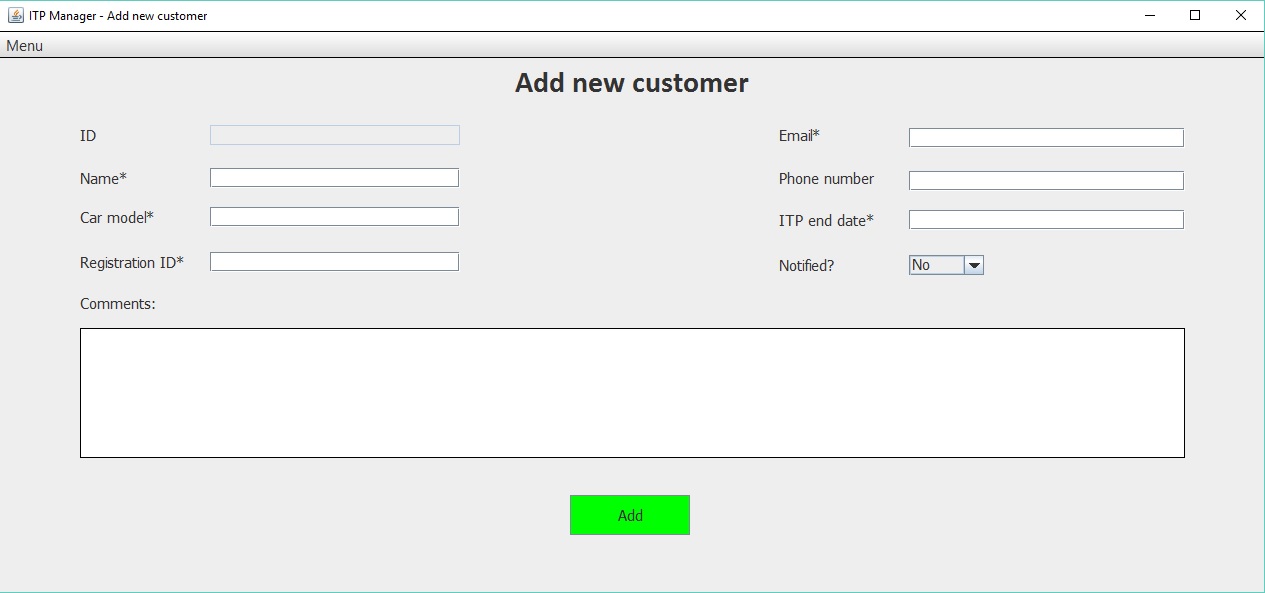 ITP Manager - Add new customer
Menu
Add new customer
ID
Email*
Name*
Phone number
Car model*
ITP end date*
Registration ID*
Notified?
No
Comments:
Add